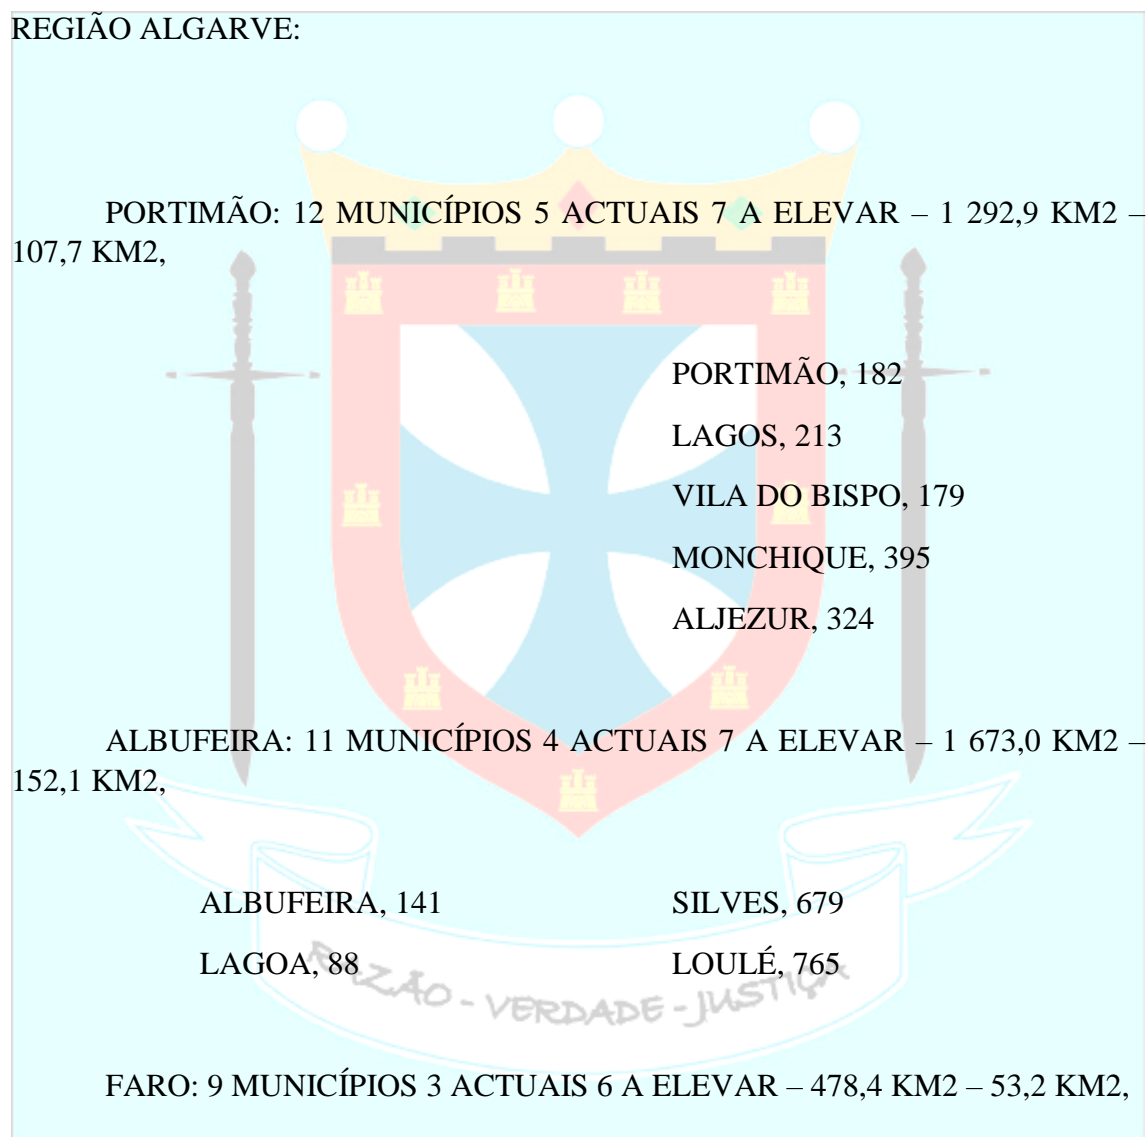 REGIÃO ALGARVE:
PORTIMÃO: 12 MUNICÍPIOS 5 ACTUAIS 7 A ELEVAR – 1 292,9 KM2 –
107,7 KM2,
PORTIMÃO, 182
LAGOS, 213
VILA DO BISPO, 179
MONCHIQUE, 395
ALJEZUR, 324
ALBUFEIRA: 11 MUNICÍPIOS 4 ACTUAIS 7 A ELEVAR – 1 673,0 KM2 –
152,1 KM2,
ALBUFEIRA, 141 SILVES, 679
LAGOA, 88 LOULÉ, 765
RAZÃO - VERDADE - JUSTIÇA
FARO: 9 MUNICÍPIOS 3 ACTUAIS 6 A ELEVAR – 478,4 KM2 – 53,2 KM2,